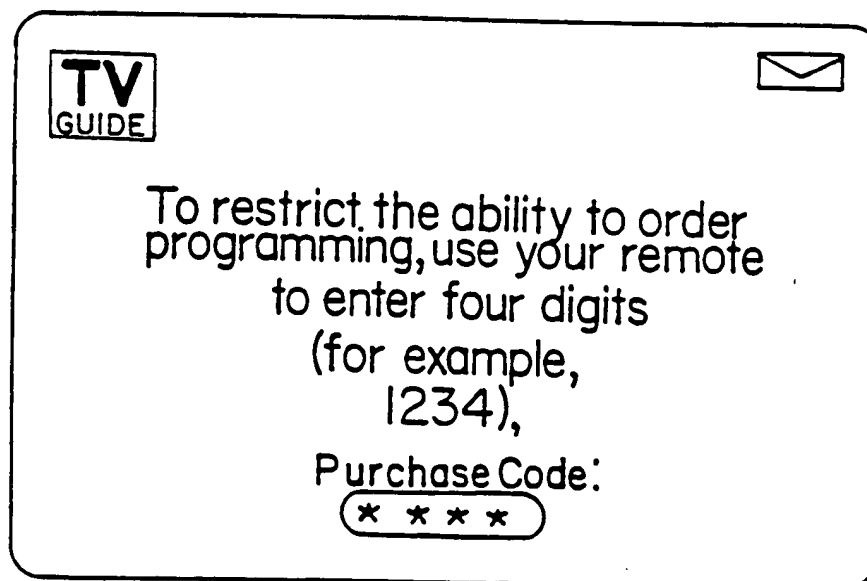 TV
GUIDE
To restrict the ability to order
programming, use your remote
to enter four digits
(for example,
1234),
Purchase Code:
* * * *